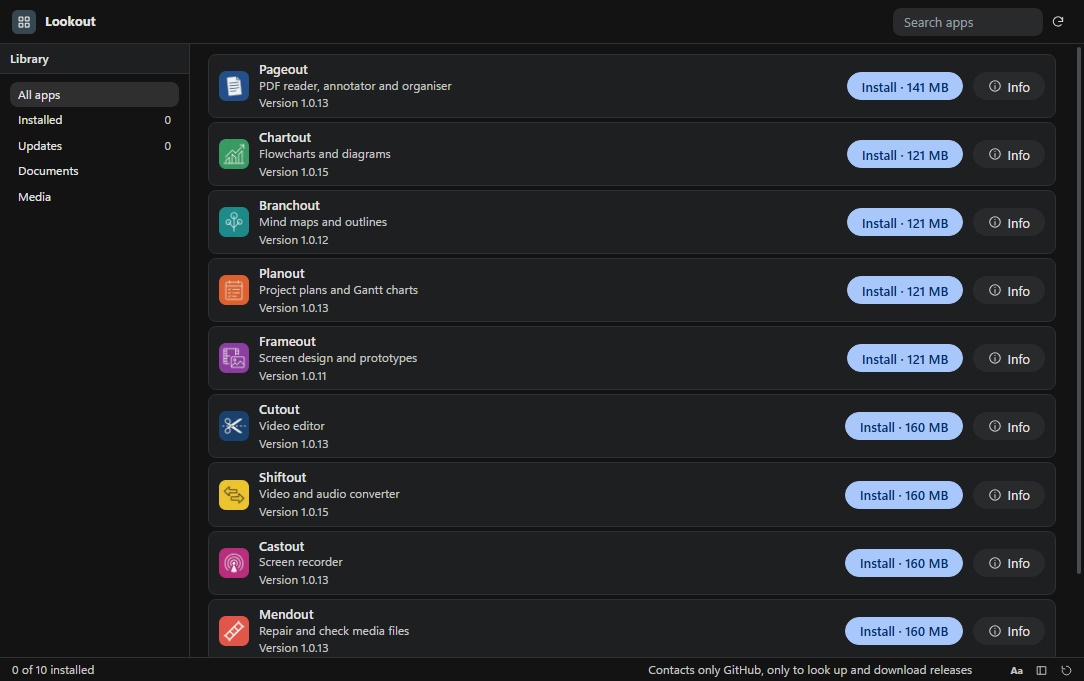 Lookout
Search apps
Library
All apps
Installed 0
Updates 0
Documents
Media
Pageout
PDF reader, annotator and organiser
Version 1.0.13
Install · 141 MB
Info
Chartout
Flowcharts and diagrams
Version 1.0.15
Install · 121 MB
Info
Branchout
Mind maps and outlines
Version 1.0.12
Install · 121 MB
Info
Planout
Project plans and Gantt charts
Version 1.0.13
Install · 121 MB
Info
Frameout
Screen design and prototypes
Version 1.0.11
Install · 121 MB
Info
Cutout
Video editor
Version 1.0.13
Install · 160 MB
Info
Shiftout
Video and audio converter
Version 1.0.15
Install · 160 MB
Info
Castout
Screen recorder
Version 1.0.13
Install · 160 MB
Info
Mendout
Repair and check media files
Version 1.0.13
Install · 160 MB
Info
0 of 10 installed
Contacts only GitHub, only to look up and download releases
Aa